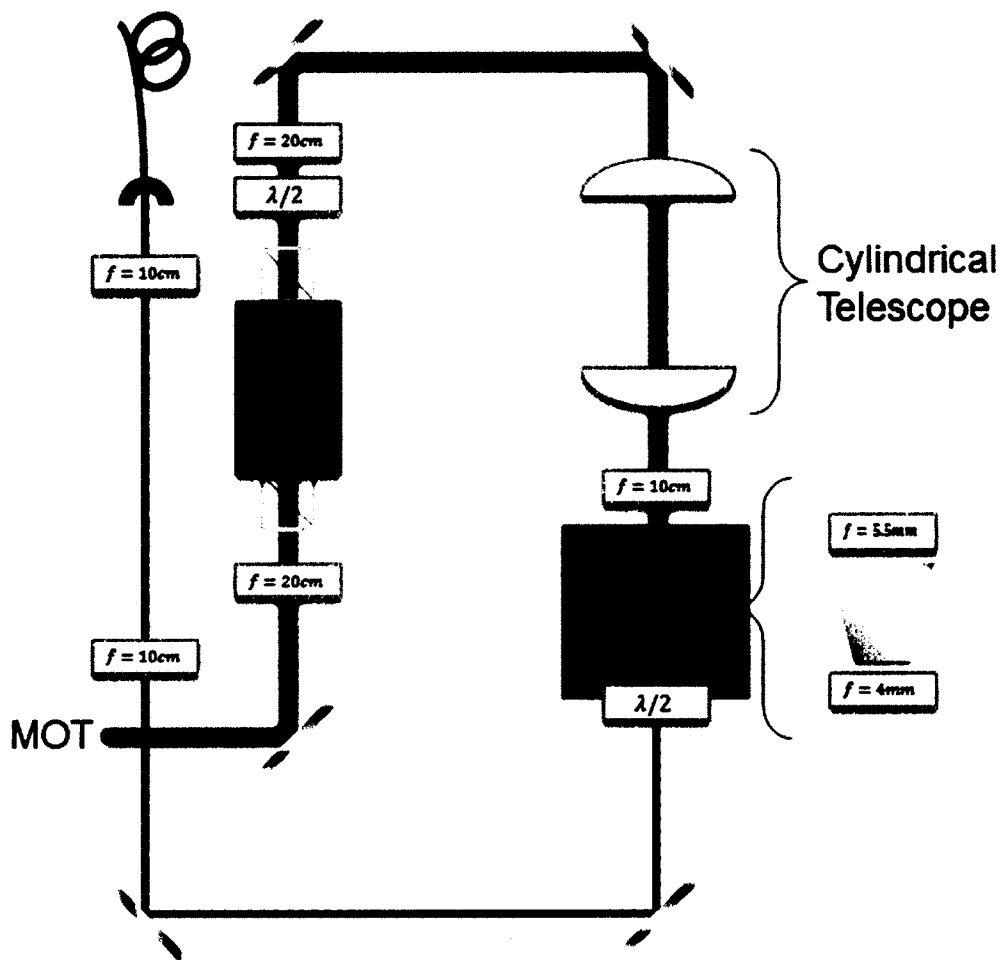 f = 20cm
λ/2
f = 10cm
Cylindrical
Telescope
f = 10cm
f = 5.5mm
f = 20cm
f = 10cm
f = 4mm
λ/2
MOT